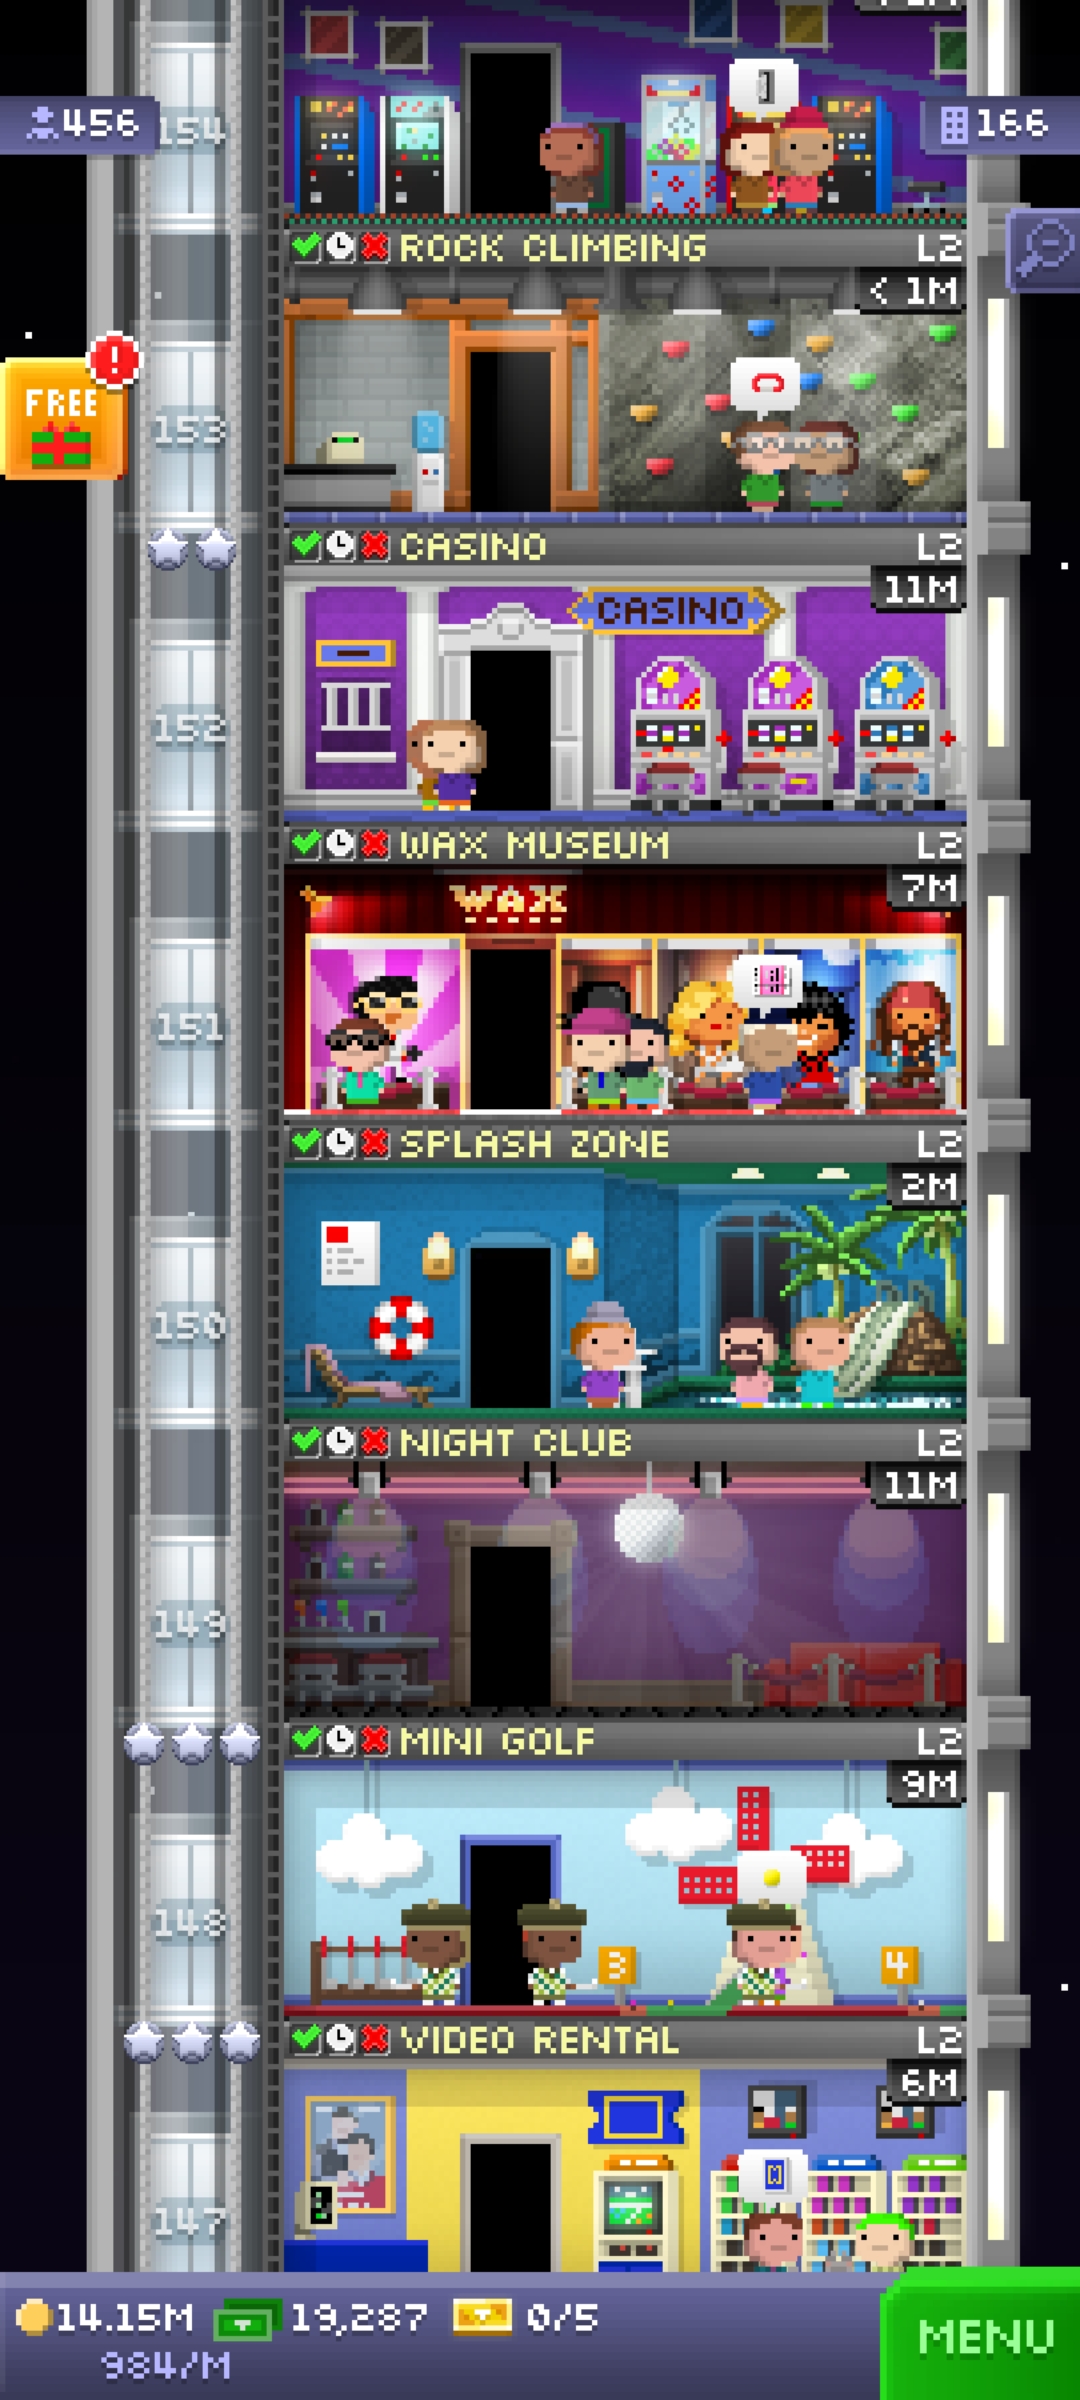 456
154
166
ROCK CLIMBING L2
< 1M
FREE
!
153
CASINO L2
11M
CASINO
152
WAX MUSEUM L2
7M
WAX
151
SPLASH ZONE L2
2M
150
NIGHT CLUB L2
11M
149
MINI GOLF L2
9M
148
3
4
VIDEO RENTAL L2
6M
147
14.15M 19,287 0/5
984/M
MENU